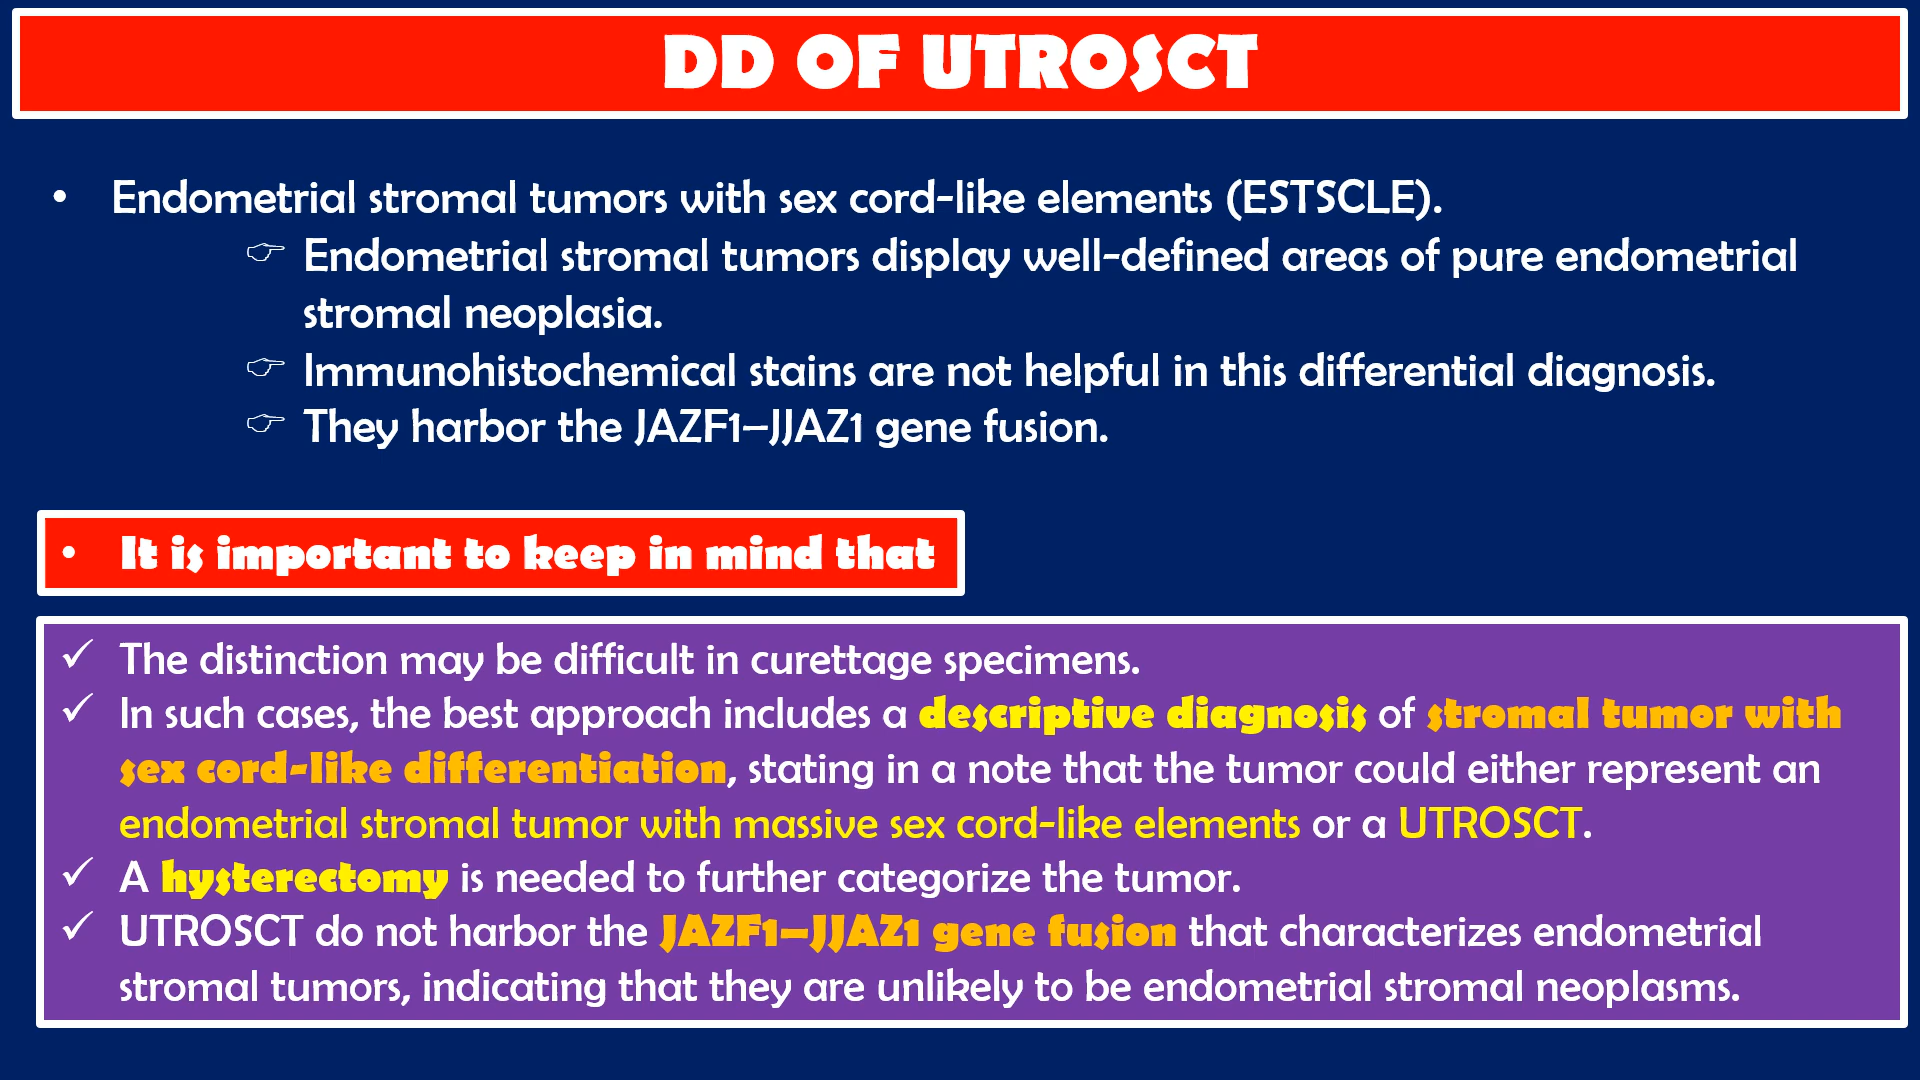 DD OF UTROSCT
• Endometrial stromal tumors with sex cord-like elements (ESTSCLE).
☞ Endometrial stromal tumors display well-defined areas of pure endometrial
stromal neoplasia.
☞ Immunohistochemical stains are not helpful in this differential diagnosis.
☞ They harbor the JAZF1–JJAZ1 gene fusion.
• It is important to keep in mind that
✓ The distinction may be difficult in curettage specimens.
✓ In such cases, the best approach includes a descriptive diagnosis of stromal tumor with
sex cord-like differentiation, stating in a note that the tumor could either represent an
endometrial stromal tumor with massive sex cord-like elements or a UTROSCT.
✓ A hysterectomy is needed to further categorize the tumor.
✓ UTROSCT do not harbor the JAZF1–JJAZ1 gene fusion that characterizes endometrial
stromal tumors, indicating that they are unlikely to be endometrial stromal neoplasms.